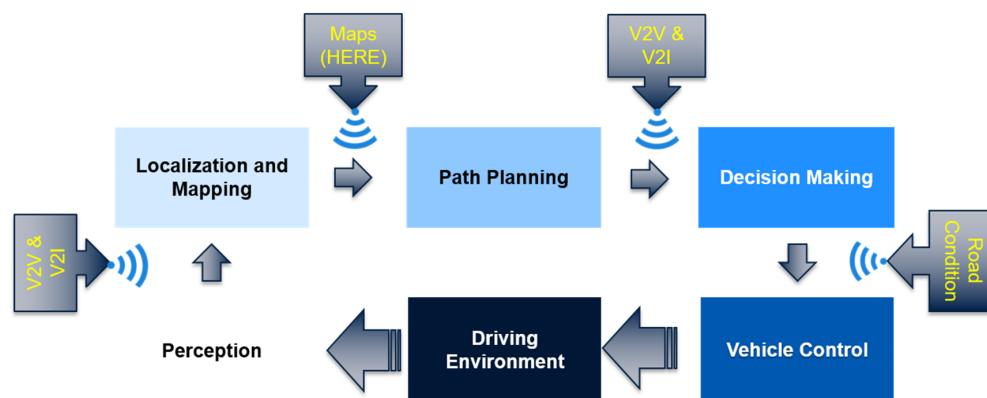 Maps
(HERE)
V2V &
V2I
Localization and
Mapping
Path Planning
Decision Making
V2V &
V2I
Road
Condition
Perception
Driving
Environment
Vehicle Control